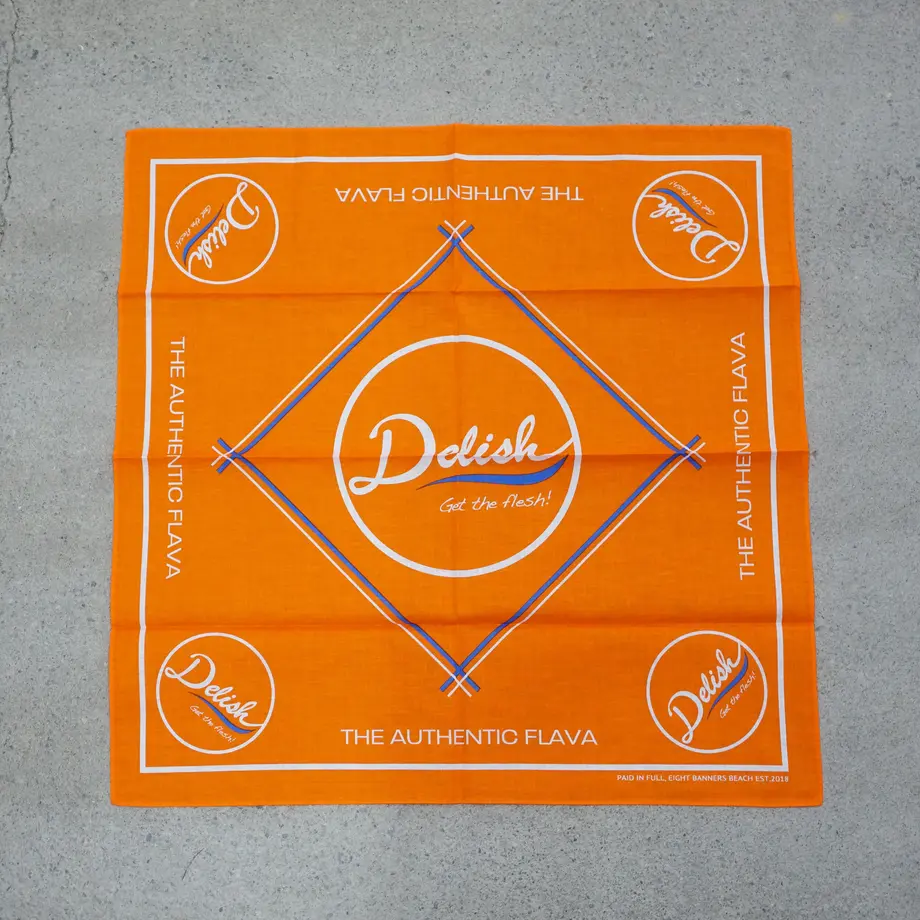 THE AUTHENTIC FLAVA
Delish
Get the flesh!
Delish
Get the flesh!
THE AUTHENTIC FLAVA
Delish
Get the flesh!
THE AUTHENTIC FLAVA
Delish
Get the flesh!
Delish
Get the flesh!
THE AUTHENTIC FLAVA
PAID IN FULL, EIGHT BANNERS BEACH EST.2018